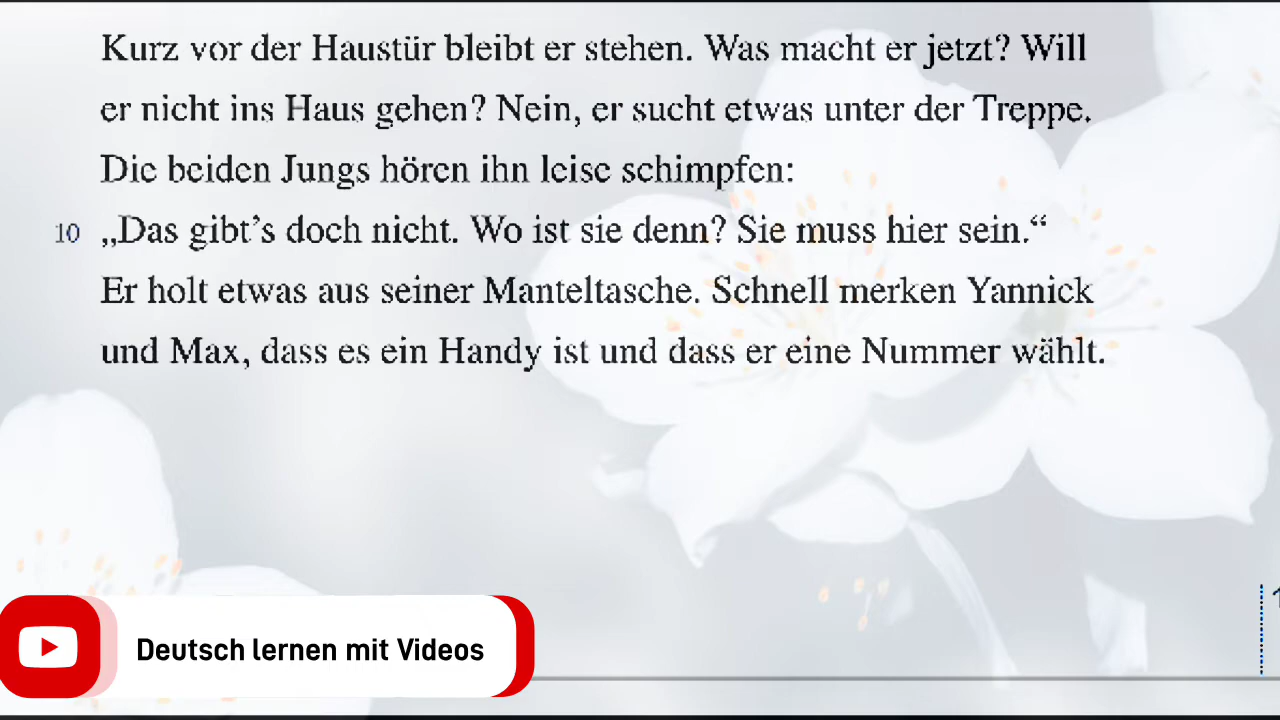 Kurz vor der Haustür bleibt er stehen. Was macht er jetzt? Will
er nicht ins Haus gehen? Nein, er sucht etwas unter der Treppe.
Die beiden Jungs hören ihn leise schimpfen:
10 „Das gibt's doch nicht. Wo ist sie denn? Sie muss hier sein.“
Er holt etwas aus seiner Manteltasche. Schnell merken Yannick
und Max, dass es ein Handy ist und dass er eine Nummer wählt.
Deutsch lernen mit Videos